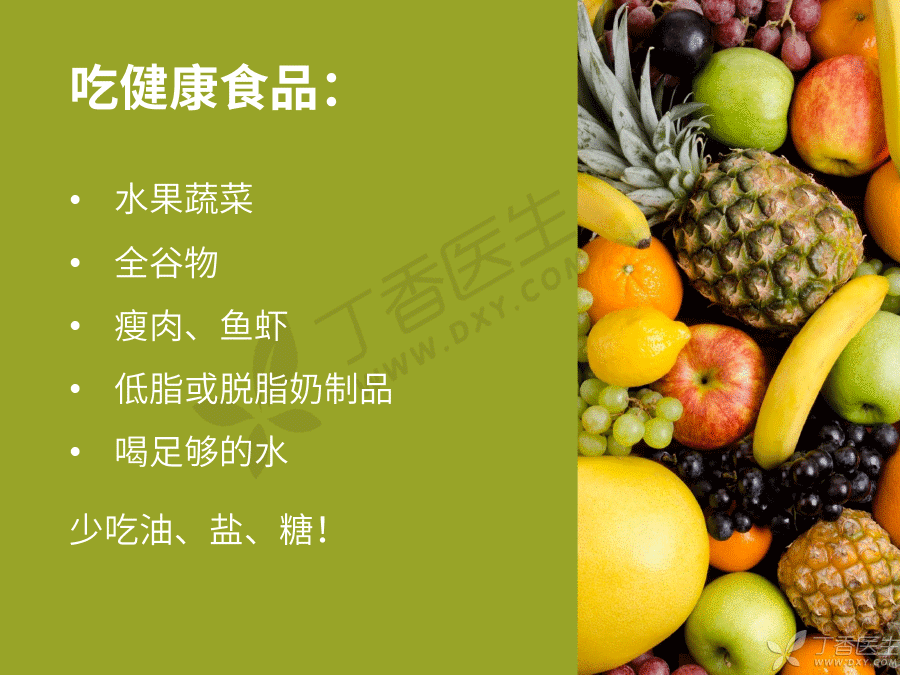 吃健康食品：
• 水果蔬菜
• 全谷物
• 瘦肉、鱼虾
• 低脂或脱脂奶制品
• 喝足够的水
少吃油、盐、糖！
丁香医生
WWW.DXY.COM
丁香医生
WWW.DXY.COM